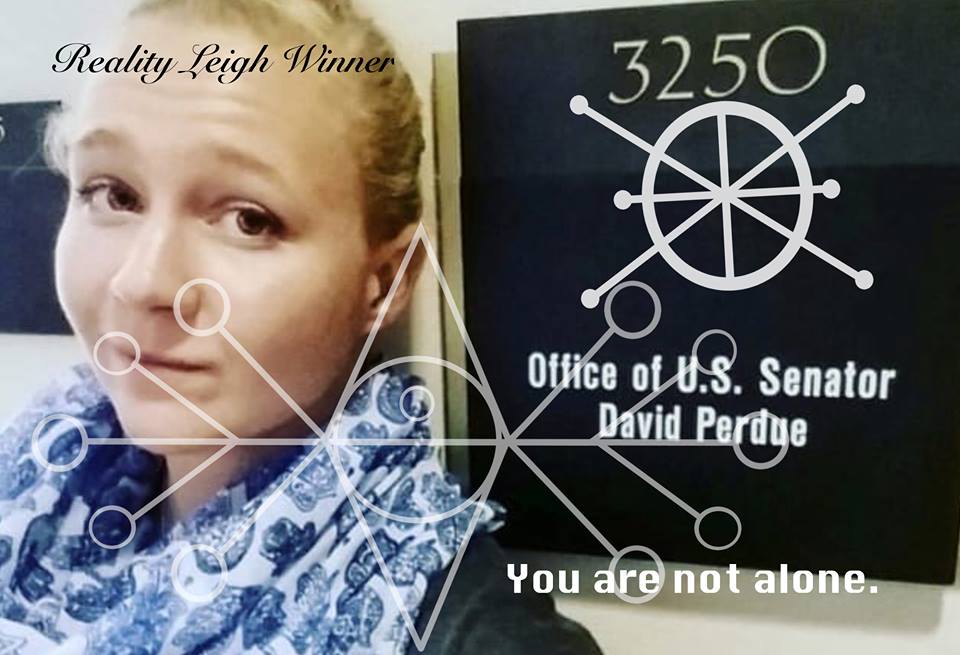 Reality Leigh Winner
3250
Office of U.S. Senator
David Perdue
You are not alone.